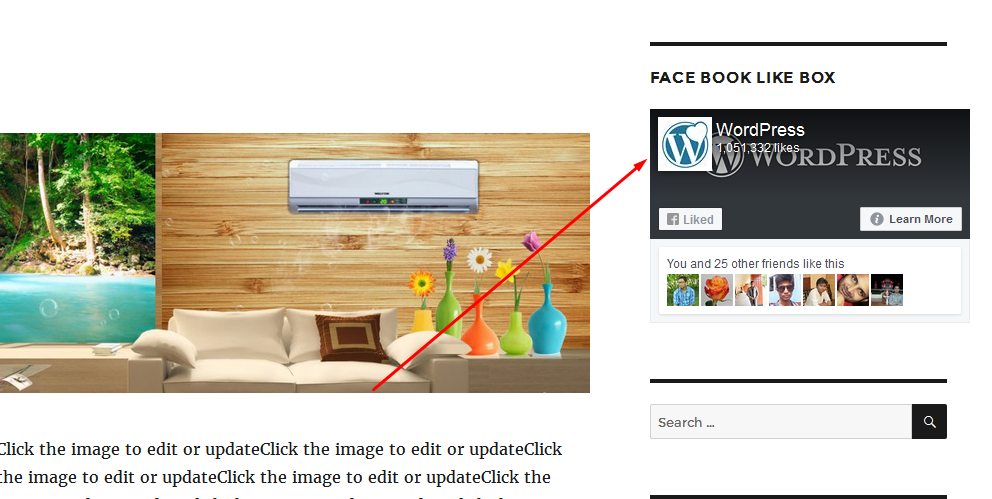 FACE BOOK LIKE BOX
WordPress
1,051,332 likes
WORDPRESS
Liked
Learn More
You and 25 other friends like this
Search ...
Click the image to edit or updateClick the image to edit or updateClick
the image to edit or updateClick the image to edit or updateClick the